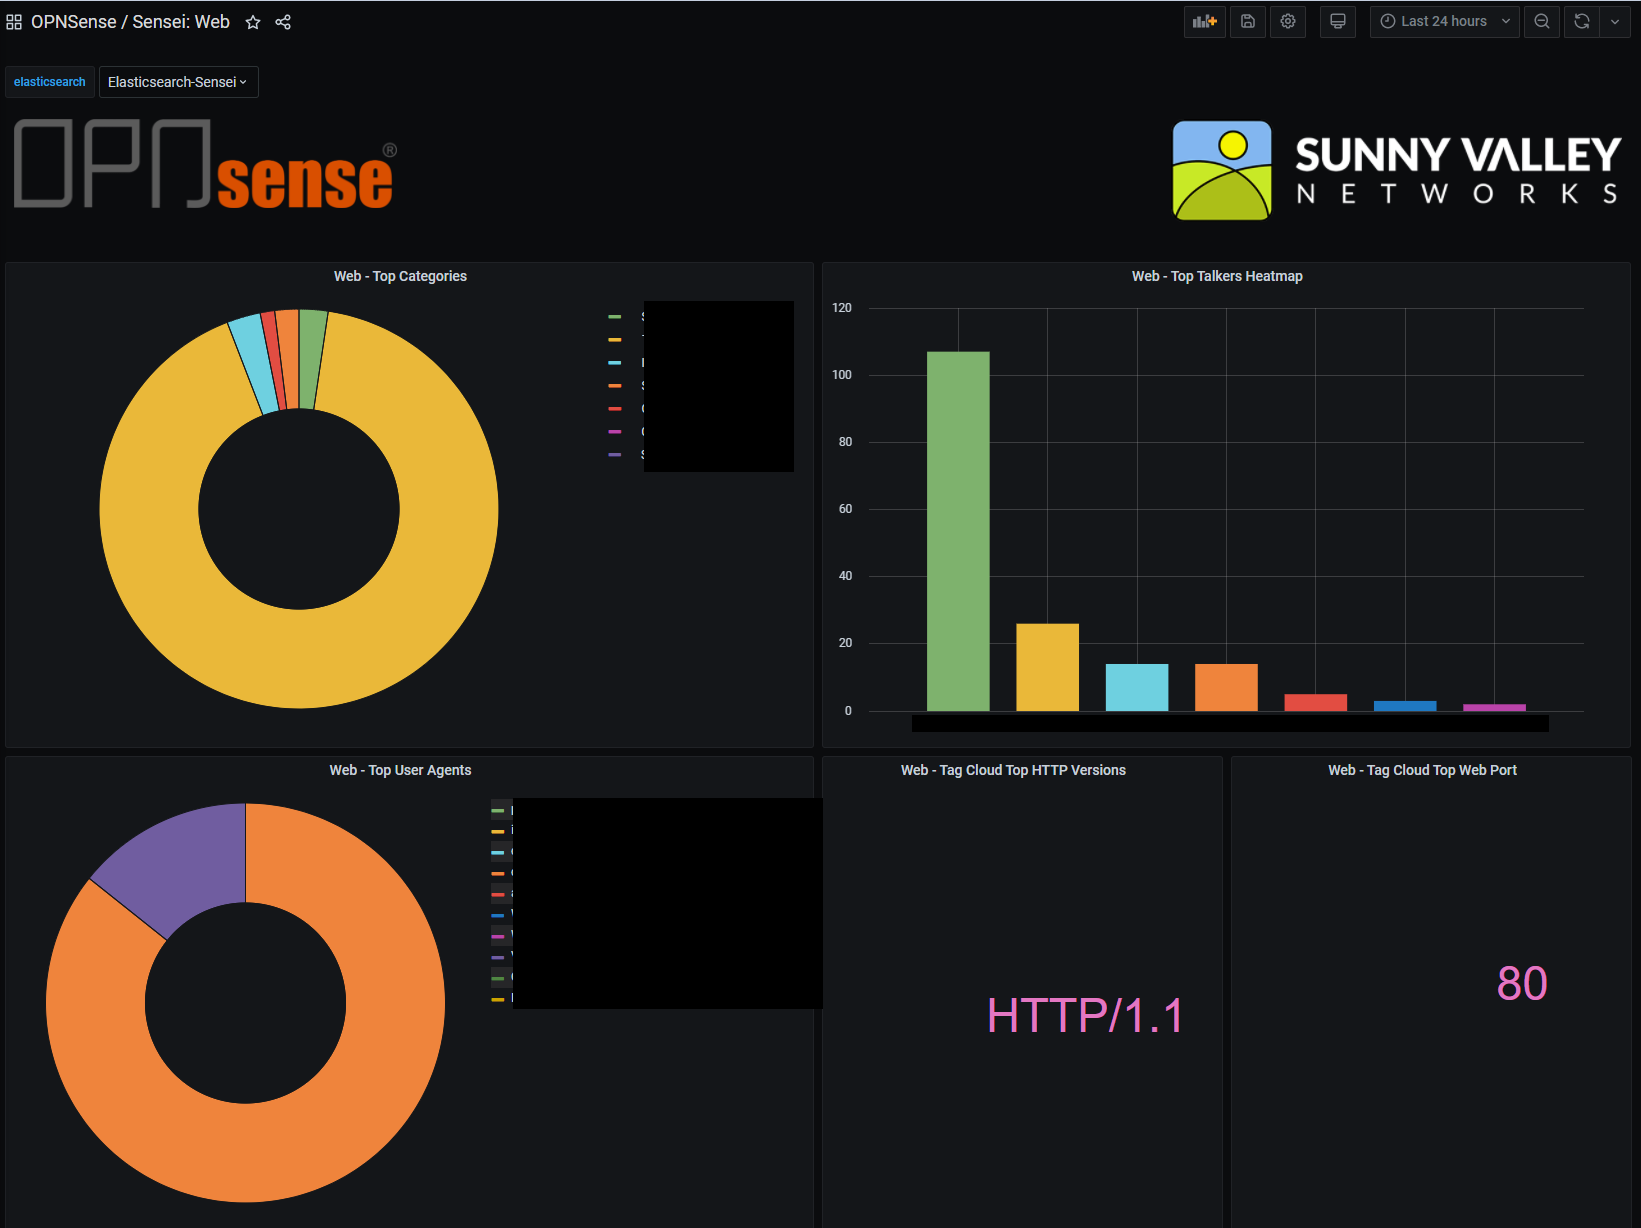 OPNSense / Sensei: Web
Last 24 hours
elasticsearch
Elasticsearch-Sensei
OPNsense®
SUNNY VALLEY
NETWORKS
Web - Top Categories
Web - Top Talkers Heatmap
120
100
80
60
40
20
0
Web - Top User Agents
Web - Tag Cloud Top HTTP Versions
HTTP/1.1
Web - Tag Cloud Top Web Port
80